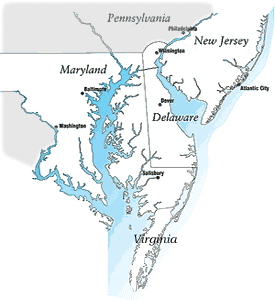 Pennsylvania
Philadelphia
New Jersey
Wilmington
Maryland
Baltimore
Atlantic City
Dover
Delaware
Washington
Salisbury
Virginia